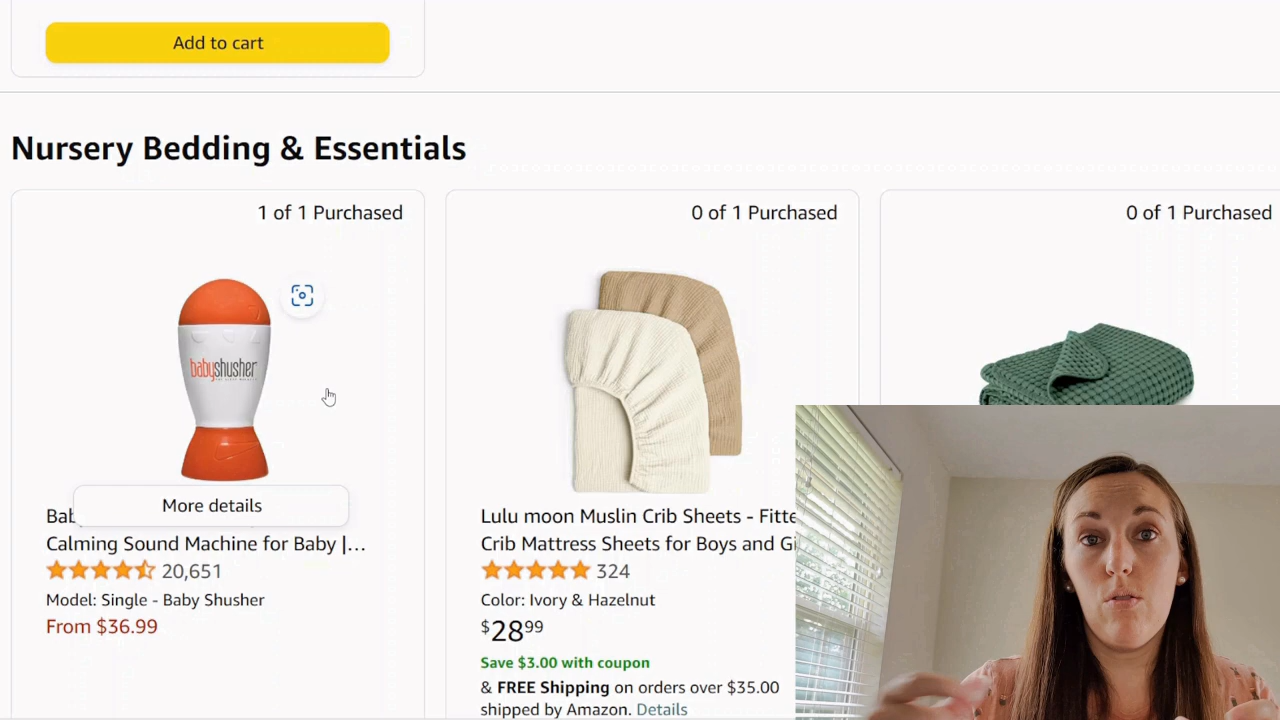 Add to cart
Nursery Bedding & Essentials
1 of 1 Purchased
babyshusher
More details
Bab
Calming Sound Machine for Baby |...
20,651
Model: Single - Baby Shusher
From $36.99
0 of 1 Purchased
Lulu moon Muslin Crib Sheets - Fitte
Crib Mattress Sheets for Boys and Gi
324
Color: Ivory & Hazelnut
$28 99
Save $3.00 with coupon
& FREE Shipping on orders over $35.00
shipped by Amazon. Details
0 of 1 Purchased